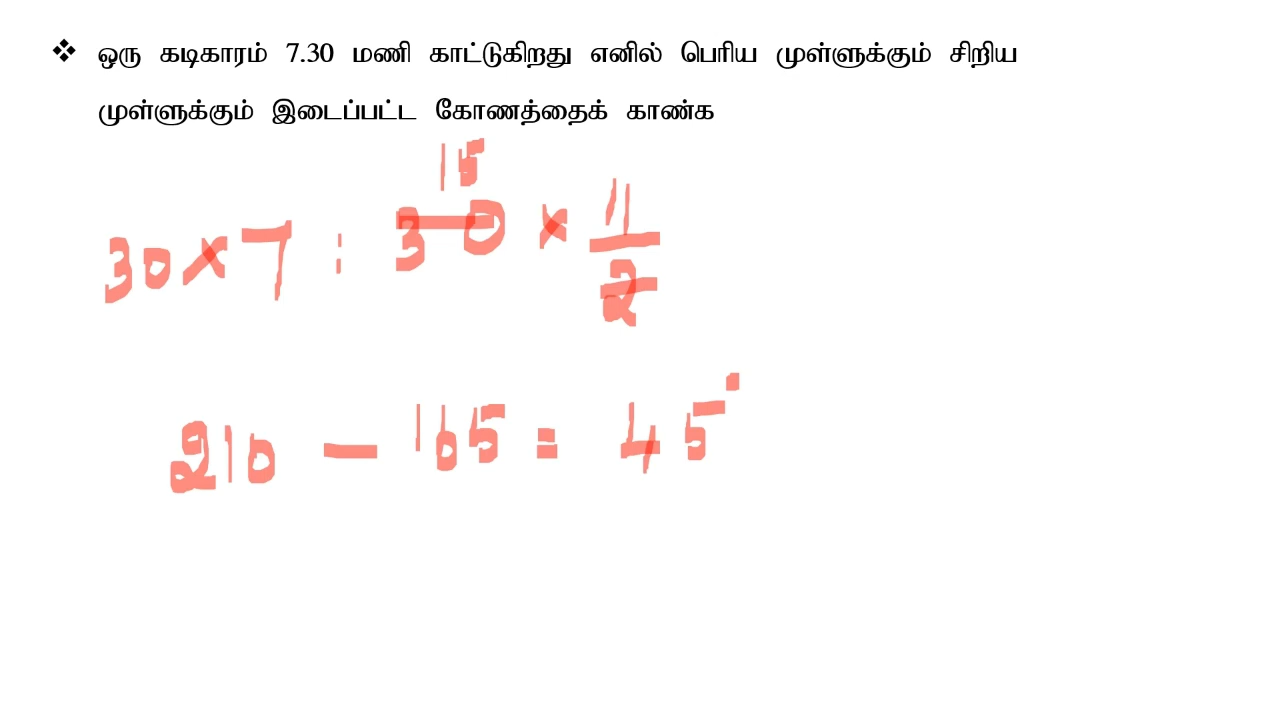 ❖ ஒரு கடிகாரம் 7.30 மணி காட்டுகிறது எனில் பெரிய முள்ளுக்கும் சிறிய
முள்ளுக்கும் இடைப்பட்ட கோணத்தைக் காண்க
15
30 × 7 : 30 × 11/2
210 – 165 = 45°